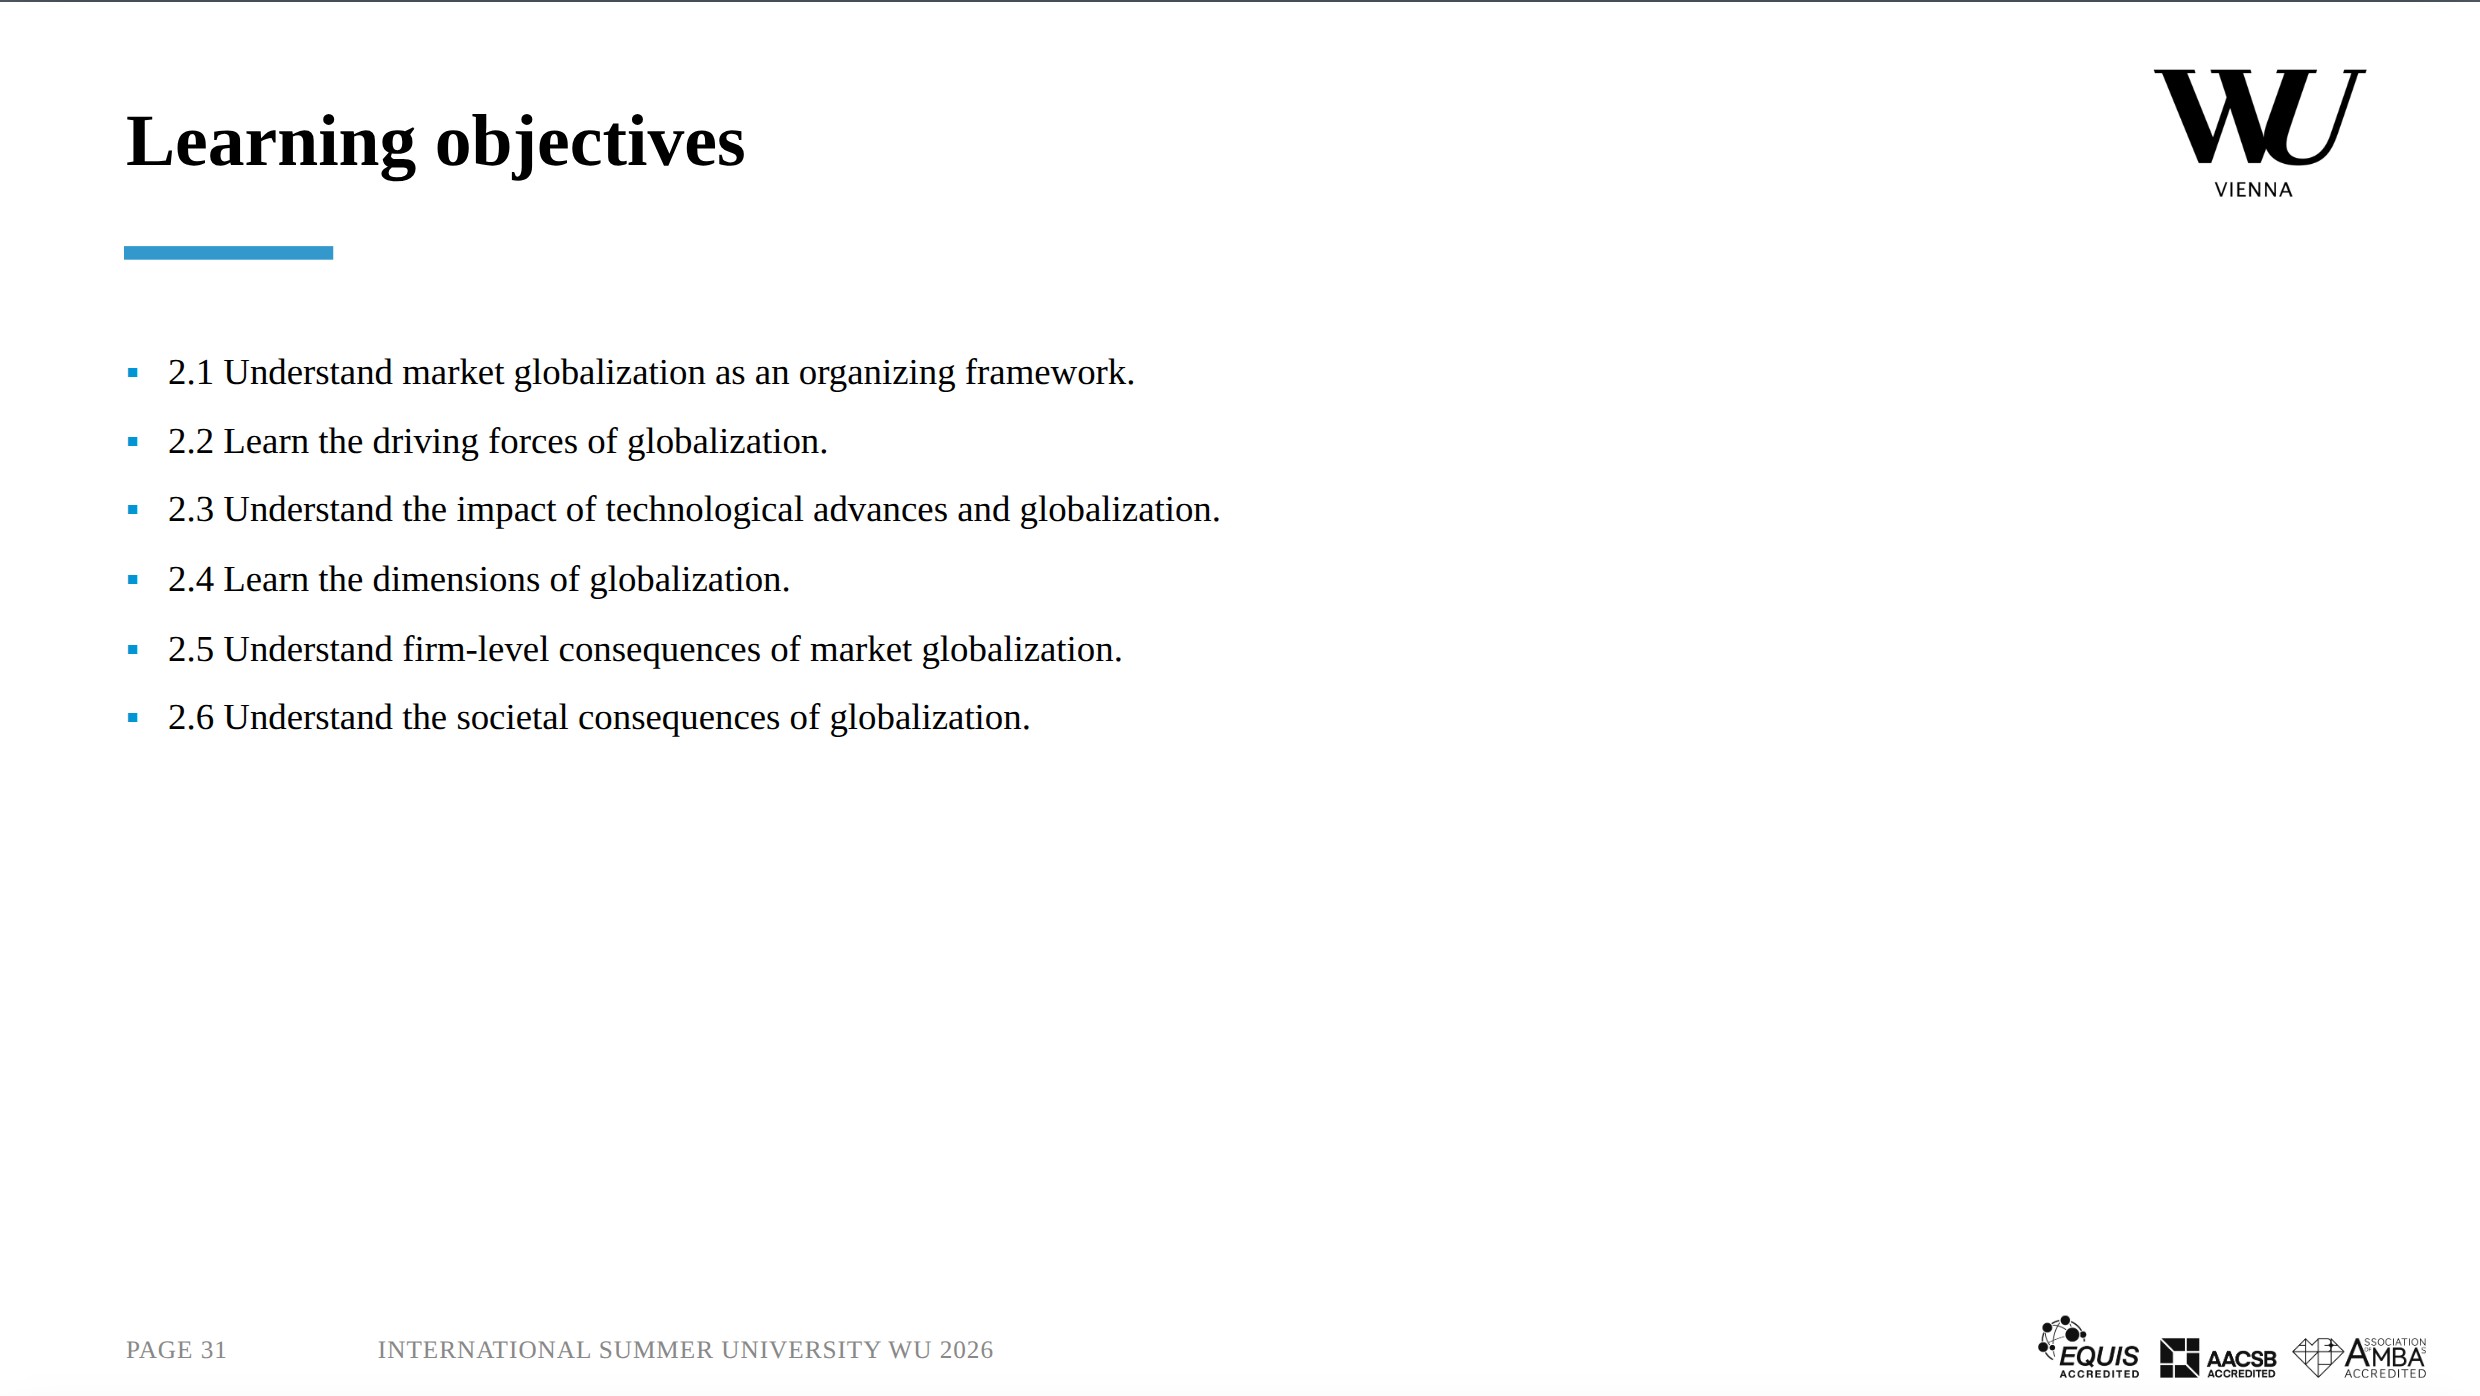 Learning objectives
WU
VIENNA
▪ 2.1 Understand market globalization as an organizing framework.
▪ 2.2 Learn the driving forces of globalization.
▪ 2.3 Understand the impact of technological advances and globalization.
▪ 2.4 Learn the dimensions of globalization.
▪ 2.5 Understand firm-level consequences of market globalization.
▪ 2.6 Understand the societal consequences of globalization.
PAGE 31 INTERNATIONAL SUMMER UNIVERSITY WU 2026
EQUIS
ACCREDITED
AACSB
ACCREDITED
ASSOCIATION
OF
AMBAS
ACCREDITED